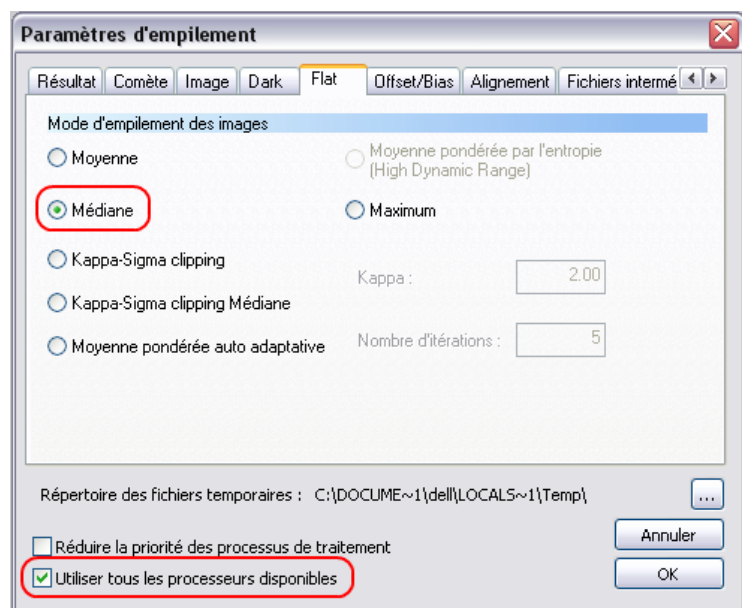 Paramètres d'empilement
Résultat Comète Image Dark Flat Offset/Bias Alignement Fichiers intermé
Mode d'empilement des images
Moyenne
Moyenne pondérée par l'entropie
(High Dynamic Range)
Médiane
Maximum
Kappa-Sigma clipping
Kappa : 2.00
Kappa-Sigma clipping Médiane
Moyenne pondérée auto adaptative
Nombre d'itérations : 5
Répertoire des fichiers temporaires : C:\DOCUME~1\dell\LOCALS~1\Temp\ ...
Réduire la priorité des processus de traitement
Annuler
Utiliser tous les processeurs disponibles
OK